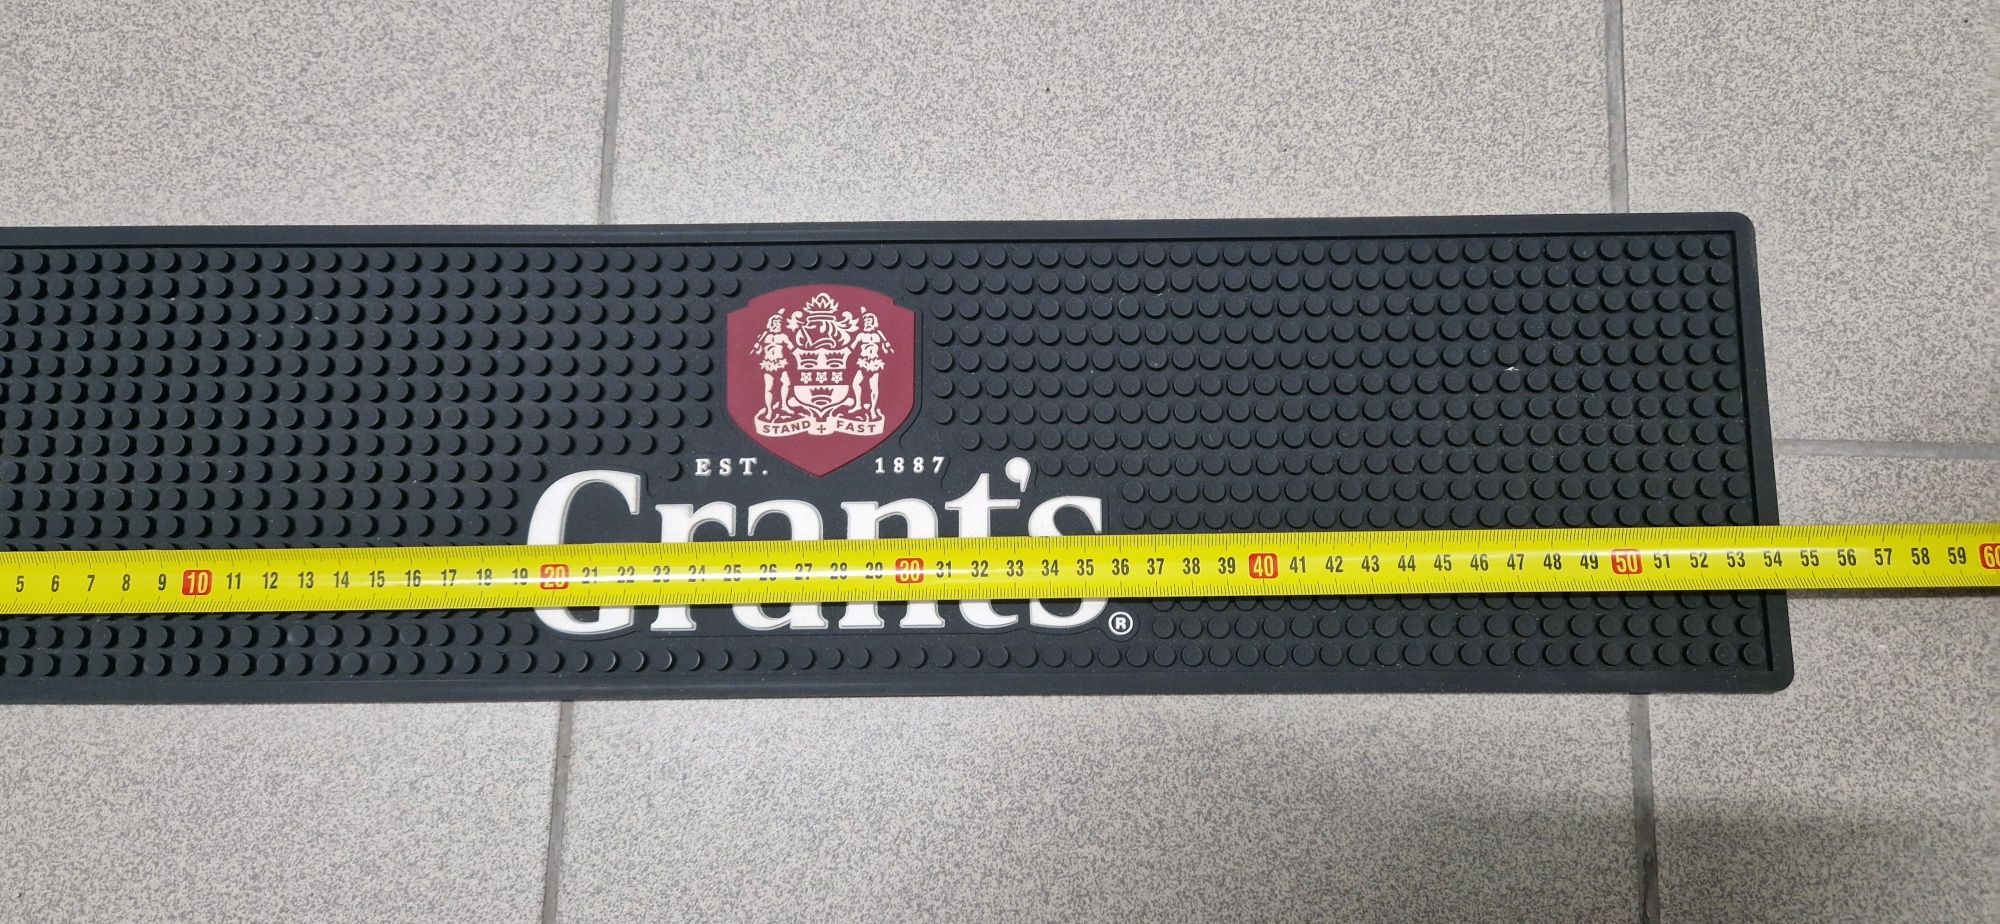 STAND + FAST
EST. 1887
Grant's ®
5 6 7 8 9 10 11 12 13 14 15 16 17 18 19 20 21 22 23 24 25 26 27 28 29 30 31 32 33 34 35 36 37 38 39 40 41 42 43 44 45 46 47 48 49 50 51 52 53 54 55 56 57 58 59 60